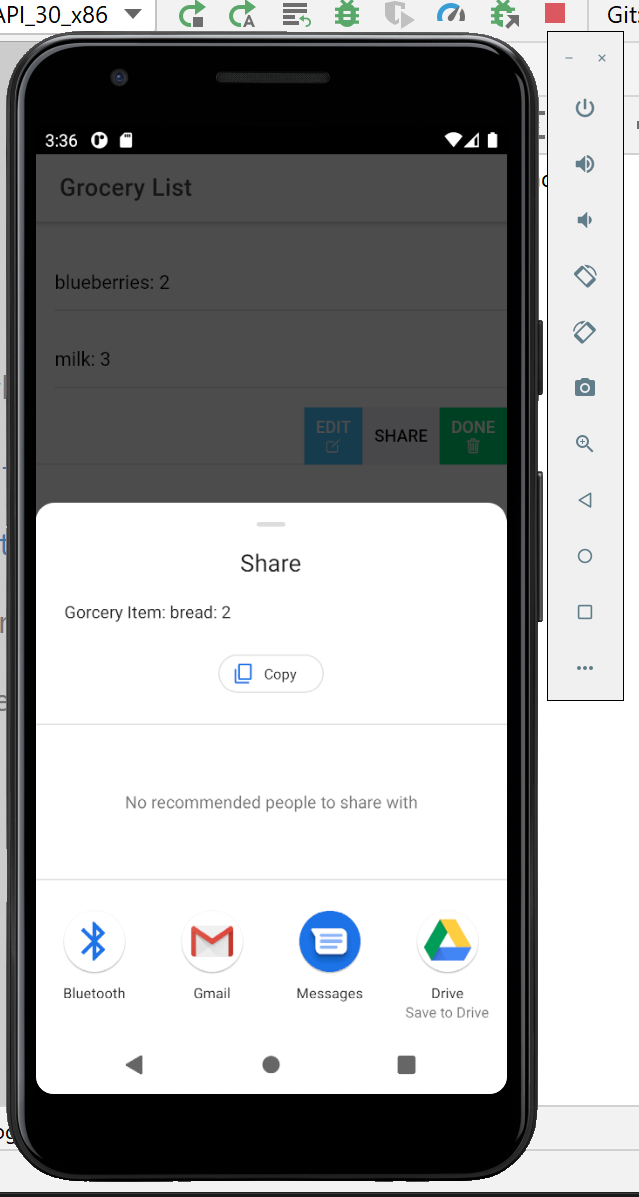 API_30_x86
Git:
3:36
Grocery List
blueberries: 2
milk: 3
EDIT
SHARE
DONE
Share
Gorcery Item: bread: 2
Copy
No recommended people to share with
Bluetooth
Gmail
Messages
Drive
Save to Drive